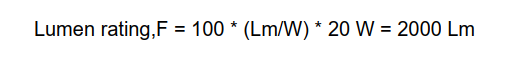 Lumen rating,F = 100 * (Lm/W) * 20 W = 2000 Lm